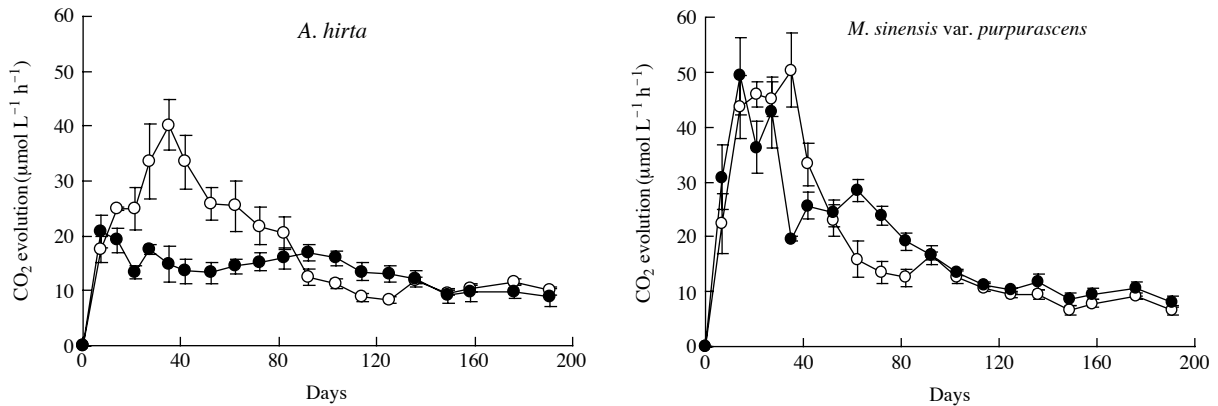 A. hirta
CO₂ evolution (μmol L⁻¹ h⁻¹)
60
50
40
30
20
10
0
0 40 80 120 160 200
Days
M. sinensis var. purpurascens
CO₂ evolution (μmol L⁻¹ h⁻¹)
60
50
40
30
20
10
0
0 40 80 120 160 200
Days